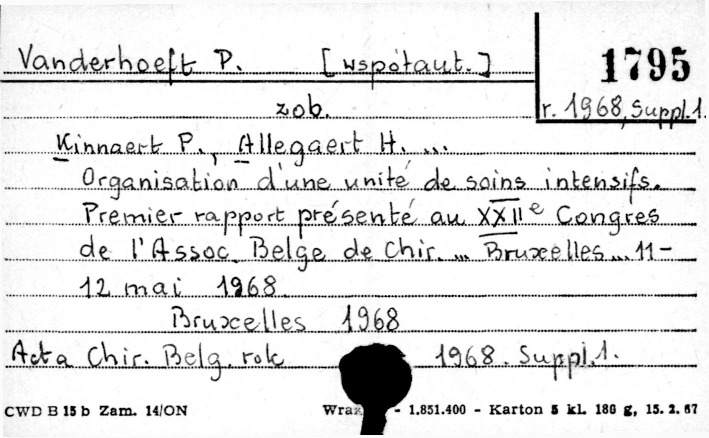 Vanderhoeft P. [współaut.]
1795
zob.
r. 1968, Suppl. 1.
Kinnaert P., Allegaert H. ...
Organisation d'une unité de soins intensifs.
Premier rapport présenté au XXIIe Congres
de l'Assoc. Belge de Chir. ... Bruxelles ... 11-
12 mai 1968.
Bruxelles 1968
Acta Chir. Belg. rok 1968. Suppl. 1.
CWD B 15 b Zam. 14/ON - 1.851.400 - Karton 5 kl. 180 g, 15. 2. 67